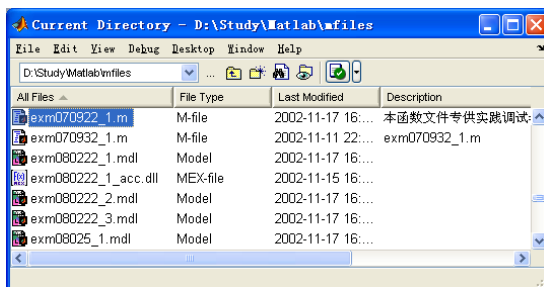 Current Directory - D:\Study\Matlab\mfiles
File Edit View Debug Desktop Window Help
D:\Study\Matlab\mfiles ...
All Files File Type Last Modified Description
exm070922_1.m M-file 2002-11-17 16:... 本函数文件专供实践调试
exm070932_1.m M-file 2002-11-11 22:... exm070932_1.m
exm080222_1.mdl Model 2002-11-17 16:...
exm080222_1_acc.dll MEX-file 2002-11-15 16:...
exm080222_2.mdl Model 2002-11-17 16:...
exm080222_3.mdl Model 2002-11-17 16:...
exm08025_1.mdl Model 2002-11-17 16:...